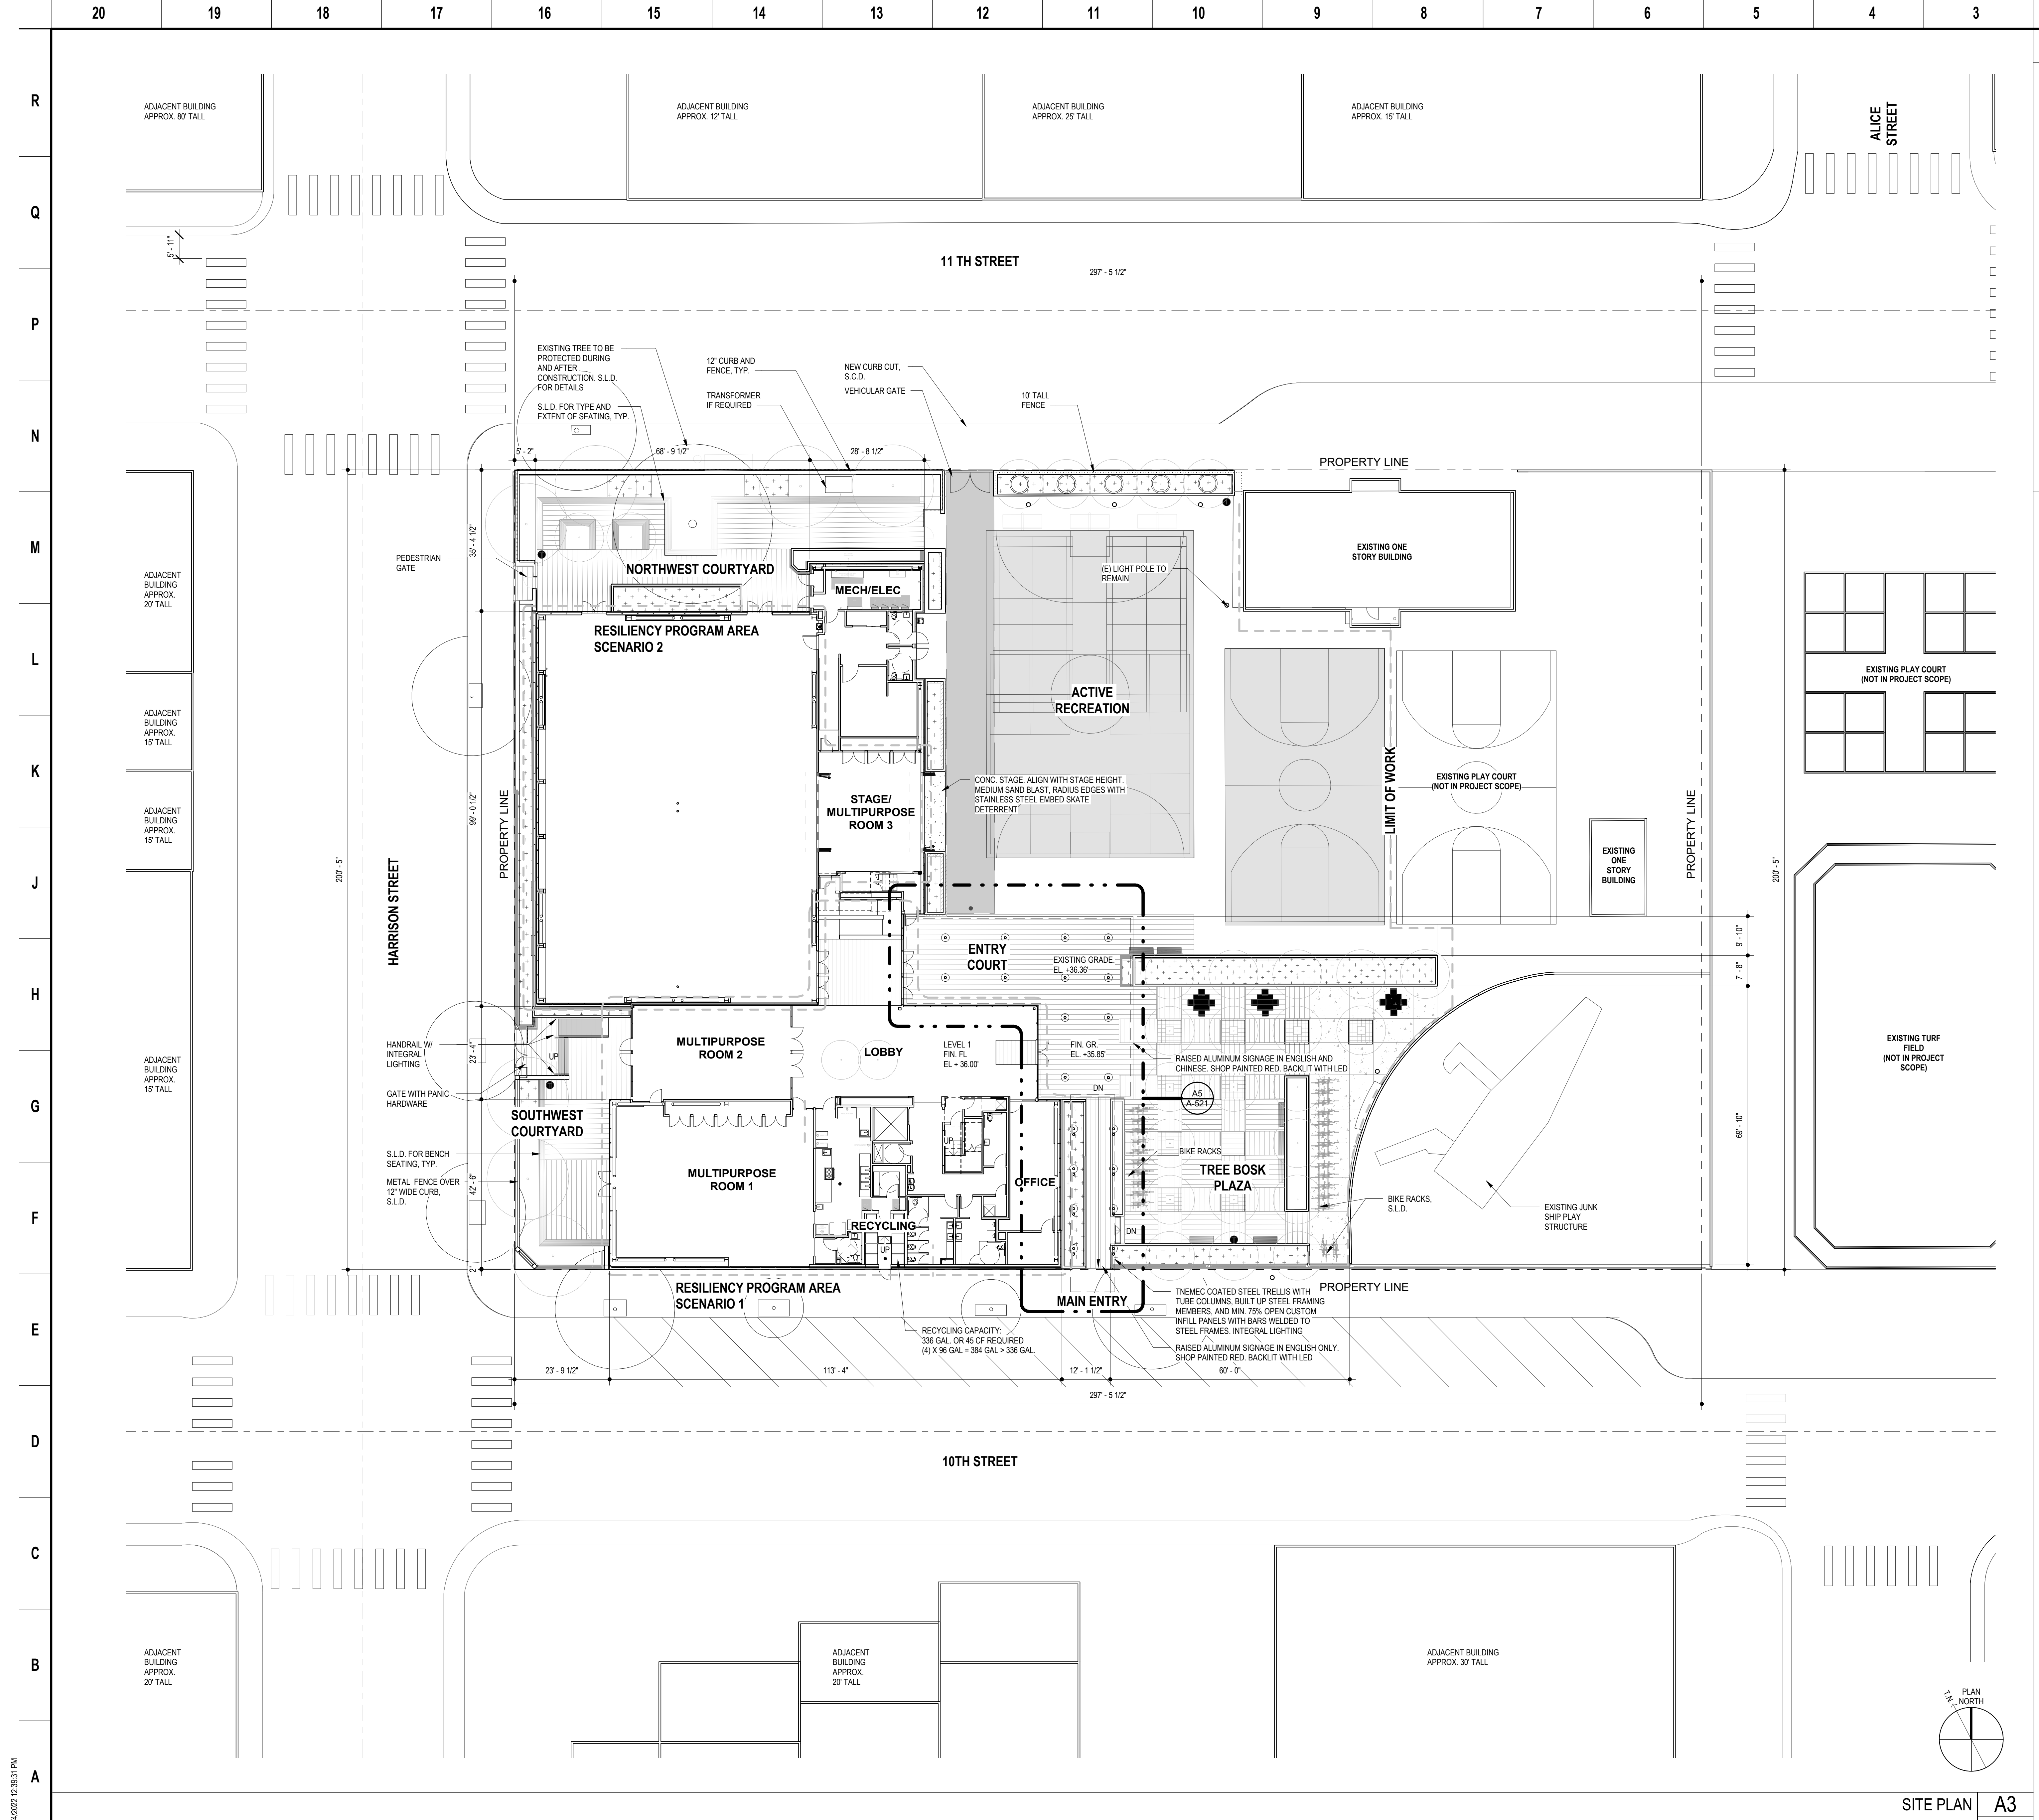 20 19 18 17 16 15 14 13 12 11 10 9 8 7 6 5 4 3
R
Q
P
N
M
L
K
J
H
G
F
E
D
C
B
A
ADJACENT BUILDING
APPROX. 80' TALL
ADJACENT BUILDING
APPROX. 12' TALL
ADJACENT BUILDING
APPROX. 25' TALL
ADJACENT BUILDING
APPROX. 15' TALL
ALICE
STREET
5' - 11"
11 TH STREET
297' - 5 1/2"
EXISTING TREE TO BE
PROTECTED DURING
AND AFTER
CONSTRUCTION. S.L.D.
FOR DETAILS
S.L.D. FOR TYPE AND
EXTENT OF SEATING, TYP.
12" CURB AND
FENCE, TYP.
TRANSFORMER
IF REQUIRED
NEW CURB CUT,
S.C.D.
VEHICULAR GATE
10' TALL
FENCE
5' - 2"
68' - 9 1/2"
28' - 8 1/2"
PROPERTY LINE
35' - 4 1/2"
PEDESTRIAN
GATE
NORTHWEST COURTYARD
MECH/ELEC
(E) LIGHT POLE TO
REMAIN
EXISTING ONE
STORY BUILDING
ADJACENT
BUILDING
APPROX.
20' TALL
RESILIENCY PROGRAM AREA
SCENARIO 2
ACTIVE
RECREATION
EXISTING PLAY COURT
(NOT IN PROJECT SCOPE)
ADJACENT
BUILDING
APPROX.
15' TALL
99' - 0 1/2"
PROPERTY LINE
STAGE/
MULTIPURPOSE
ROOM 3
CONC. STAGE. ALIGN WITH STAGE HEIGHT.
MEDIUM SAND BLAST, RADIUS EDGES WITH
STAINLESS STEEL EMBED SKATE
DETERRENT
LIMIT OF WORK
EXISTING PLAY COURT
(NOT IN PROJECT SCOPE)
PROPERTY LINE
ADJACENT
BUILDING
APPROX.
15' TALL
200' - 5"
HARRISON STREET
EXISTING
ONE
STORY
BUILDING
200' - 5"
ENTRY
COURT
EXISTING GRADE.
EL. +36.36'
9' - 10"
7' - 8"
HANDRAIL W/
INTEGRAL
LIGHTING
23' - 4"
UP
MULTIPURPOSE
ROOM 2
LOBBY
LEVEL 1
FIN. FL
EL + 36.00'
FIN. GR.
EL. +35.85'
DN
RAISED ALUMINUM SIGNAGE IN ENGLISH AND
CHINESE. SHOP PAINTED RED. BACKLIT WITH LED
A5
A-521
EXISTING TURF
FIELD
(NOT IN PROJECT
SCOPE)
ADJACENT
BUILDING
APPROX.
15' TALL
GATE WITH PANIC
HARDWARE
SOUTHWEST
COURTYARD
S.L.D. FOR BENCH
SEATING, TYP.
METAL FENCE OVER
12" WIDE CURB,
S.L.D.
42' - 6"
2"
MULTIPURPOSE
ROOM 1
UP
RECYCLING
UP
OFFICE
BIKE RACKS
TREE BOSK
PLAZA
DN
BIKE RACKS,
S.L.D.
EXISTING JUNK
SHIP PLAY
STRUCTURE
69' - 10"
PROPERTY LINE
RESILIENCY PROGRAM AREA
SCENARIO 1
MAIN ENTRY
TNEMEC COATED STEEL TRELLIS WITH
TUBE COLUMNS, BUILT UP STEEL FRAMING
MEMBERS, AND MIN. 75% OPEN CUSTOM
INFILL PANELS WITH BARS WELDED TO
STEEL FRAMES. INTEGRAL LIGHTING
RECYCLING CAPACITY:
336 GAL. OR 45 CF REQUIRED
(4) X 96 GAL = 384 GAL > 336 GAL.
RAISED ALUMINUM SIGNAGE IN ENGLISH ONLY.
SHOP PAINTED RED. BACKLIT WITH LED
23' - 9 1/2"
113' - 4"
12' - 1 1/2"
60' - 0"
297' - 5 1/2"
10TH STREET
ADJACENT
BUILDING
APPROX.
20' TALL
ADJACENT
BUILDING
APPROX.
20' TALL
ADJACENT BUILDING
APPROX. 30' TALL
T.N.
PLAN
NORTH
4/2022 12:39:31 PM
SITE PLAN A3